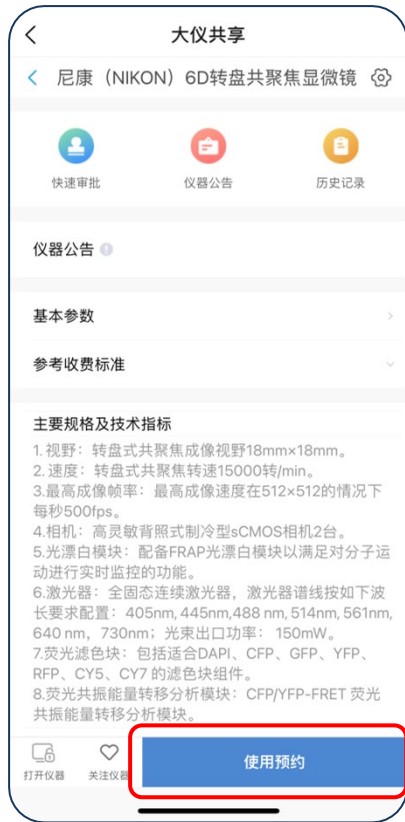 大仪共享
尼康（NIKON）6D转盘共聚焦显微镜
快速审批 仪器公告 历史记录
仪器公告
基本参数
参考收费标准
主要规格及技术指标
1.视野：转盘式共聚焦成像视野18mm×18mm。
2.速度：转盘式共聚焦转速15000转/min。
3.最高成像帧率：最高成像速度在512×512的情况下
每秒500fps。
4.相机：高灵敏背照式制冷型sCMOS相机2台。
5.光漂白模块：配备FRAP光漂白模块以满足对分子运
动进行实时监控的功能。
6.激光器：全固态连续激光器，激光器谱线按如下波
长要求配置：405nm, 445nm,488 nm, 514nm, 561nm,
640 nm，730nm；光束出口功率：150mW。
7.荧光滤色块：包括适合DAPI、CFP、GFP、YFP、
RFP、CY5、CY7 的滤色块组件。
8.荧光共振能量转移分析模块：CFP/YFP-FRET 荧光
共振能量转移分析模块。
打开仪器 关注仪器 使用预约